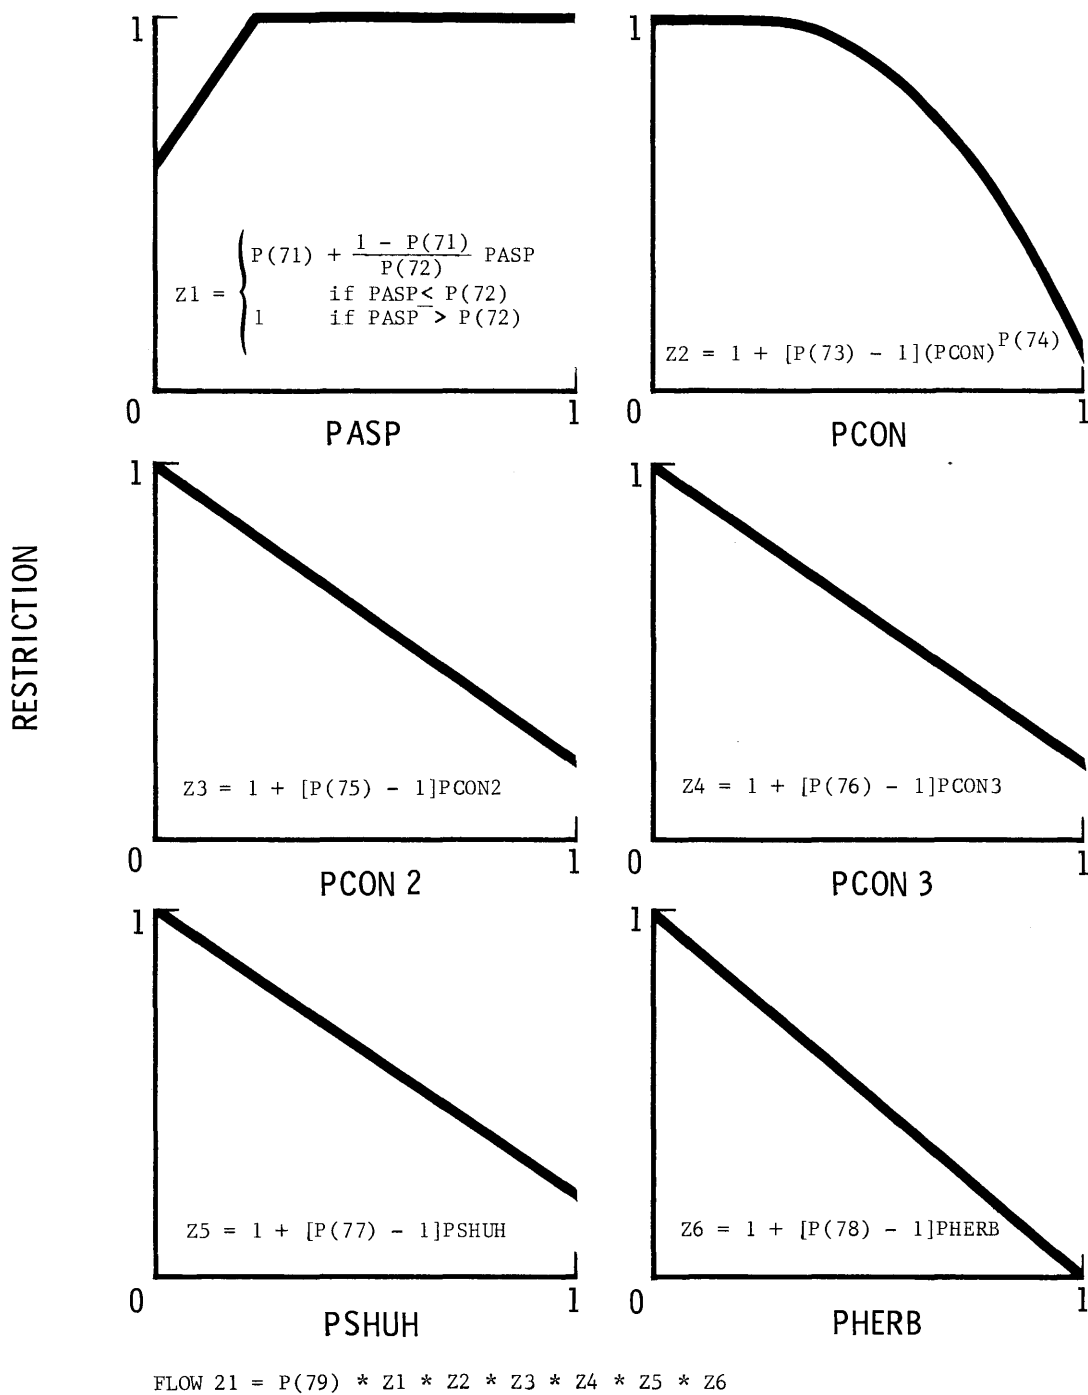 1
1
Z1 = { P(71) + 1 - P(71) / P(72) PASP
if PASP ≤ P(72)
1 if PASP > P(72)
Z2 = 1 + [P(73) - 1](PCON)^P(74)
0 1
PASP
0 1
PCON
1
1
RESTRICTION
Z3 = 1 + [P(75) - 1]PCON2
Z4 = 1 + [P(76) - 1]PCON3
0 1
PCON 2
0 1
PCON 3
1
1
Z5 = 1 + [P(77) - 1]PSHUH
Z6 = 1 + [P(78) - 1]PHERB
0 1
PSHUH
0 1
PHERB
FLOW 21 = P(79) * Z1 * Z2 * Z3 * Z4 * Z5 * Z6